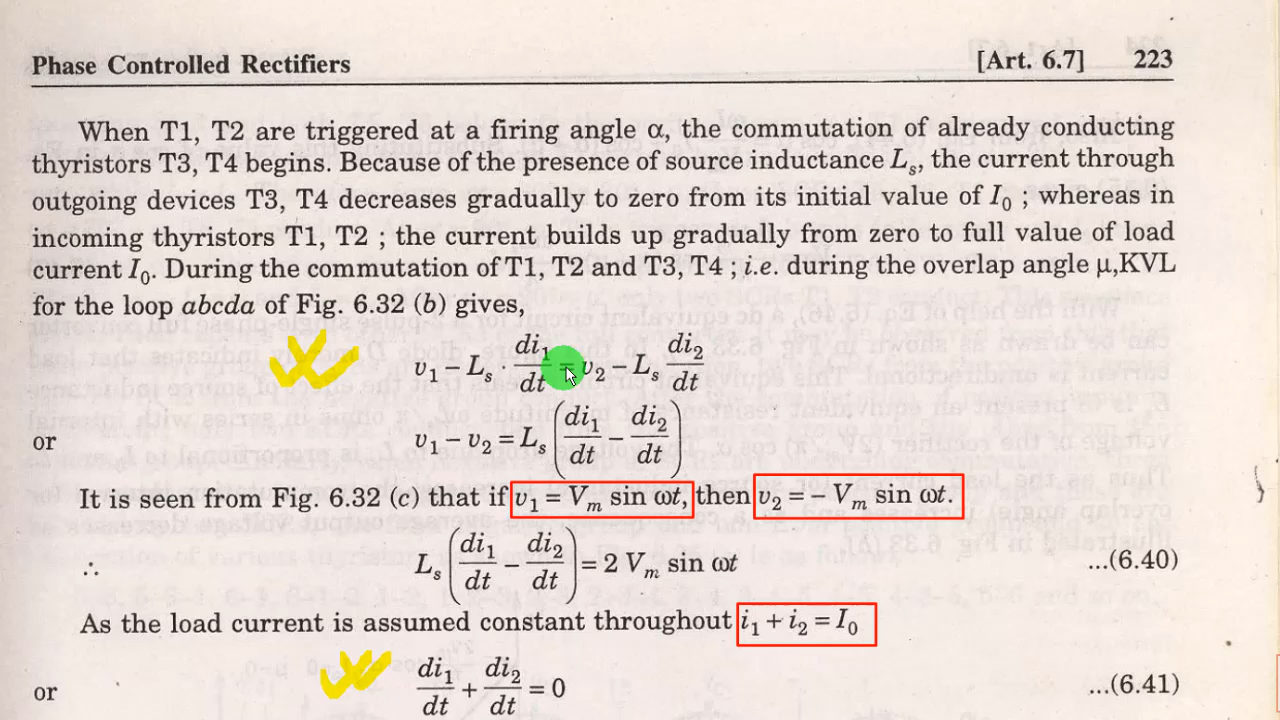 Phase Controlled Rectifiers [Art. 6.7] 223
When T1, T2 are triggered at a firing angle α, the commutation of already conducting
thyristors T3, T4 begins. Because of the presence of source inductance Lₛ, the current through
outgoing devices T3, T4 decreases gradually to zero from its initial value of I₀ ; whereas in
incoming thyristors T1, T2 ; the current builds up gradually from zero to full value of load
current I₀. During the commutation of T1, T2 and T3, T4 ; i.e. during the overlap angle μ,KVL
for the loop abcda of Fig. 6.32 (b) gives,
v₁ – Lₛ · di₁/dt = v₂ – Lₛ di₂/dt
or v₁ – v₂ = Lₛ (di₁/dt – di₂/dt)
It is seen from Fig. 6.32 (c) that if v₁ = Vₘ sin ωt, then v₂ = – Vₘ sin ωt.
∴ Lₛ (di₁/dt – di₂/dt) = 2 Vₘ sin ωt ...(6.40)
As the load current is assumed constant throughout i₁ + i₂ = I₀
or di₁/dt + di₂/dt = 0 ...(6.41)